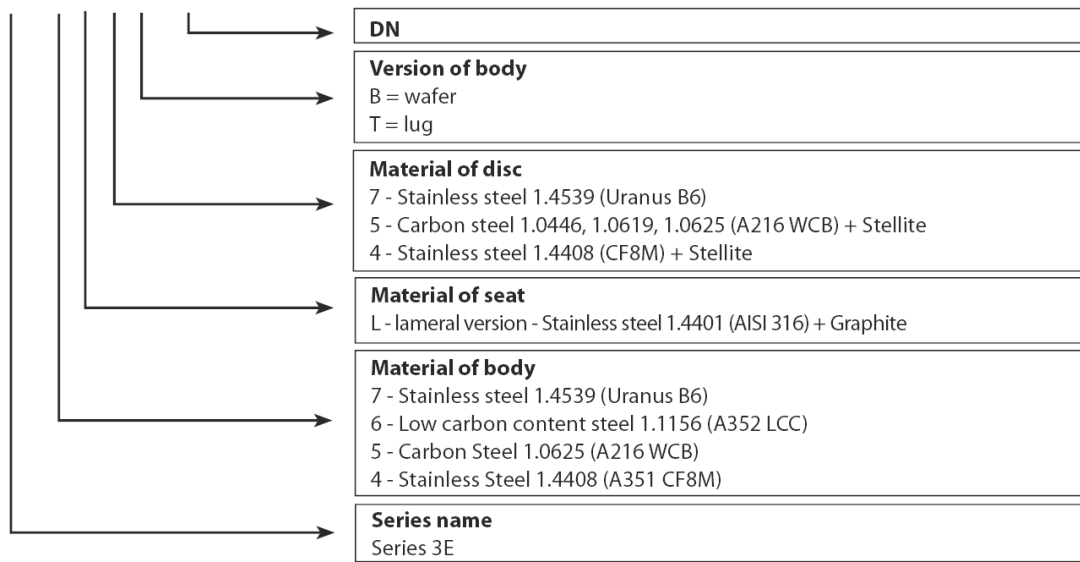 DN
Version of body
B = wafer
T = lug
Material of disc
7 - Stainless steel 1.4539 (Uranus B6)
5 - Carbon steel 1.0446, 1.0619, 1.0625 (A216 WCB) + Stellite
4 - Stainless steel 1.4408 (CF8M) + Stellite
Material of seat
L - lameral version - Stainless steel 1.4401 (AISI 316) + Graphite
Material of body
7 - Stainless steel 1.4539 (Uranus B6)
6 - Low carbon content steel 1.1156 (A352 LCC)
5 - Carbon Steel 1.0625 (A216 WCB)
4 - Stainless Steel 1.4408 (A351 CF8M)
Series name
Series 3E